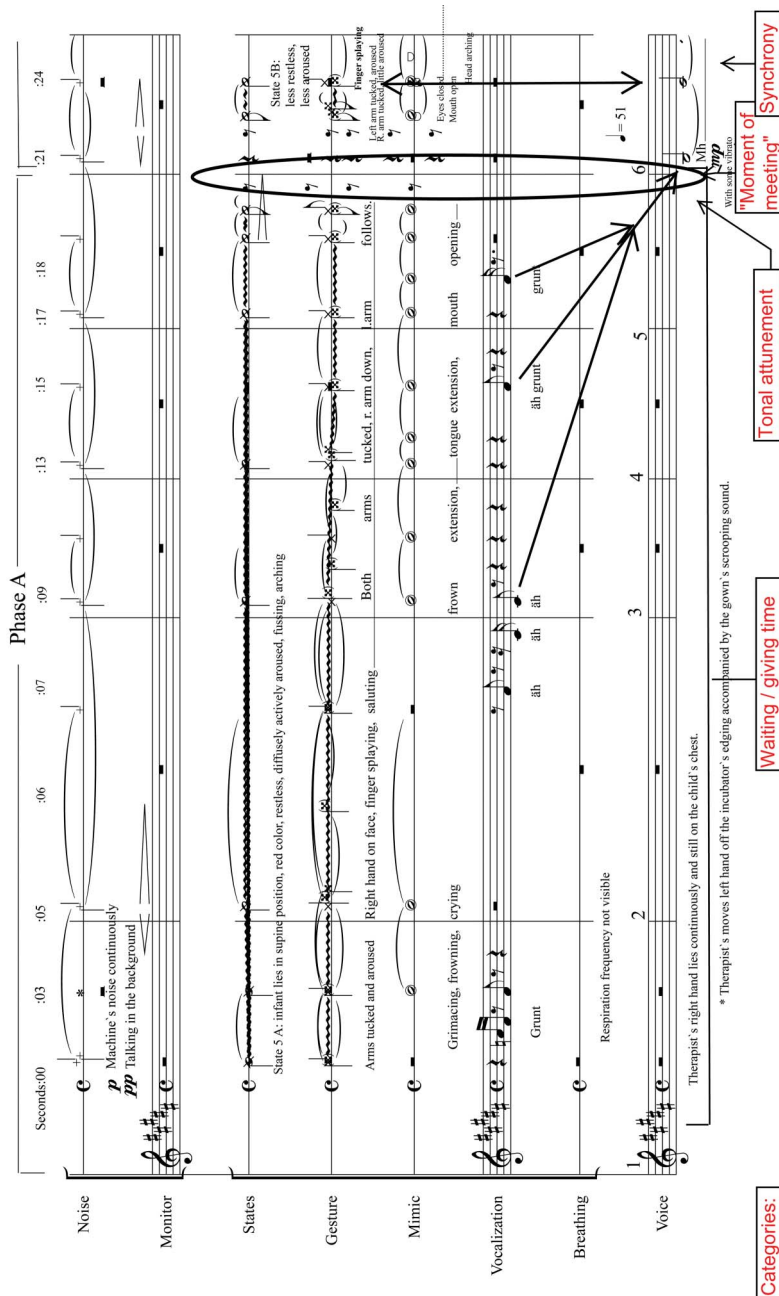 Phase A
Seconds:00 :03 :05 :06 :07 :09 :13 :15 :17 :18 :21 :24
Noise
*
p Machine`s noise continuously
pp Talking in the background
Monitor
States
State 5 A: infant lies in supine position, red color, restless, diffusely actively aroused, fussing, arching
State 5B:
less restless,
less aroused
Gesture
Arms tucked and aroused
Right hand on face, finger splaying, saluting
Both arms tucked, r. arm down, l.arm follows.
Finger splaying
Left arm tucked, aroused
R. arm tucked, little aroused
Mimic
Grimacing, frowning, crying
frown extension, tongue extension, mouth opening
Eyes closed
Mouth open
Head arching
Vocalization
Grunt äh äh äh äh grunt grunt
Breathing
Respiration frequency not visible
= 51
Voice
1 2 3 4 5 6
Mh
With some vibrato
Therapist`s right hand lies continuously and still on the child`s chest.
* Therapist`s moves left hand off the incubator`s edging accompanied by the gown`s scrooping sound.
Categories:
Waiting / giving time
Tonal attunement
"Moment of
meeting"
Synchrony